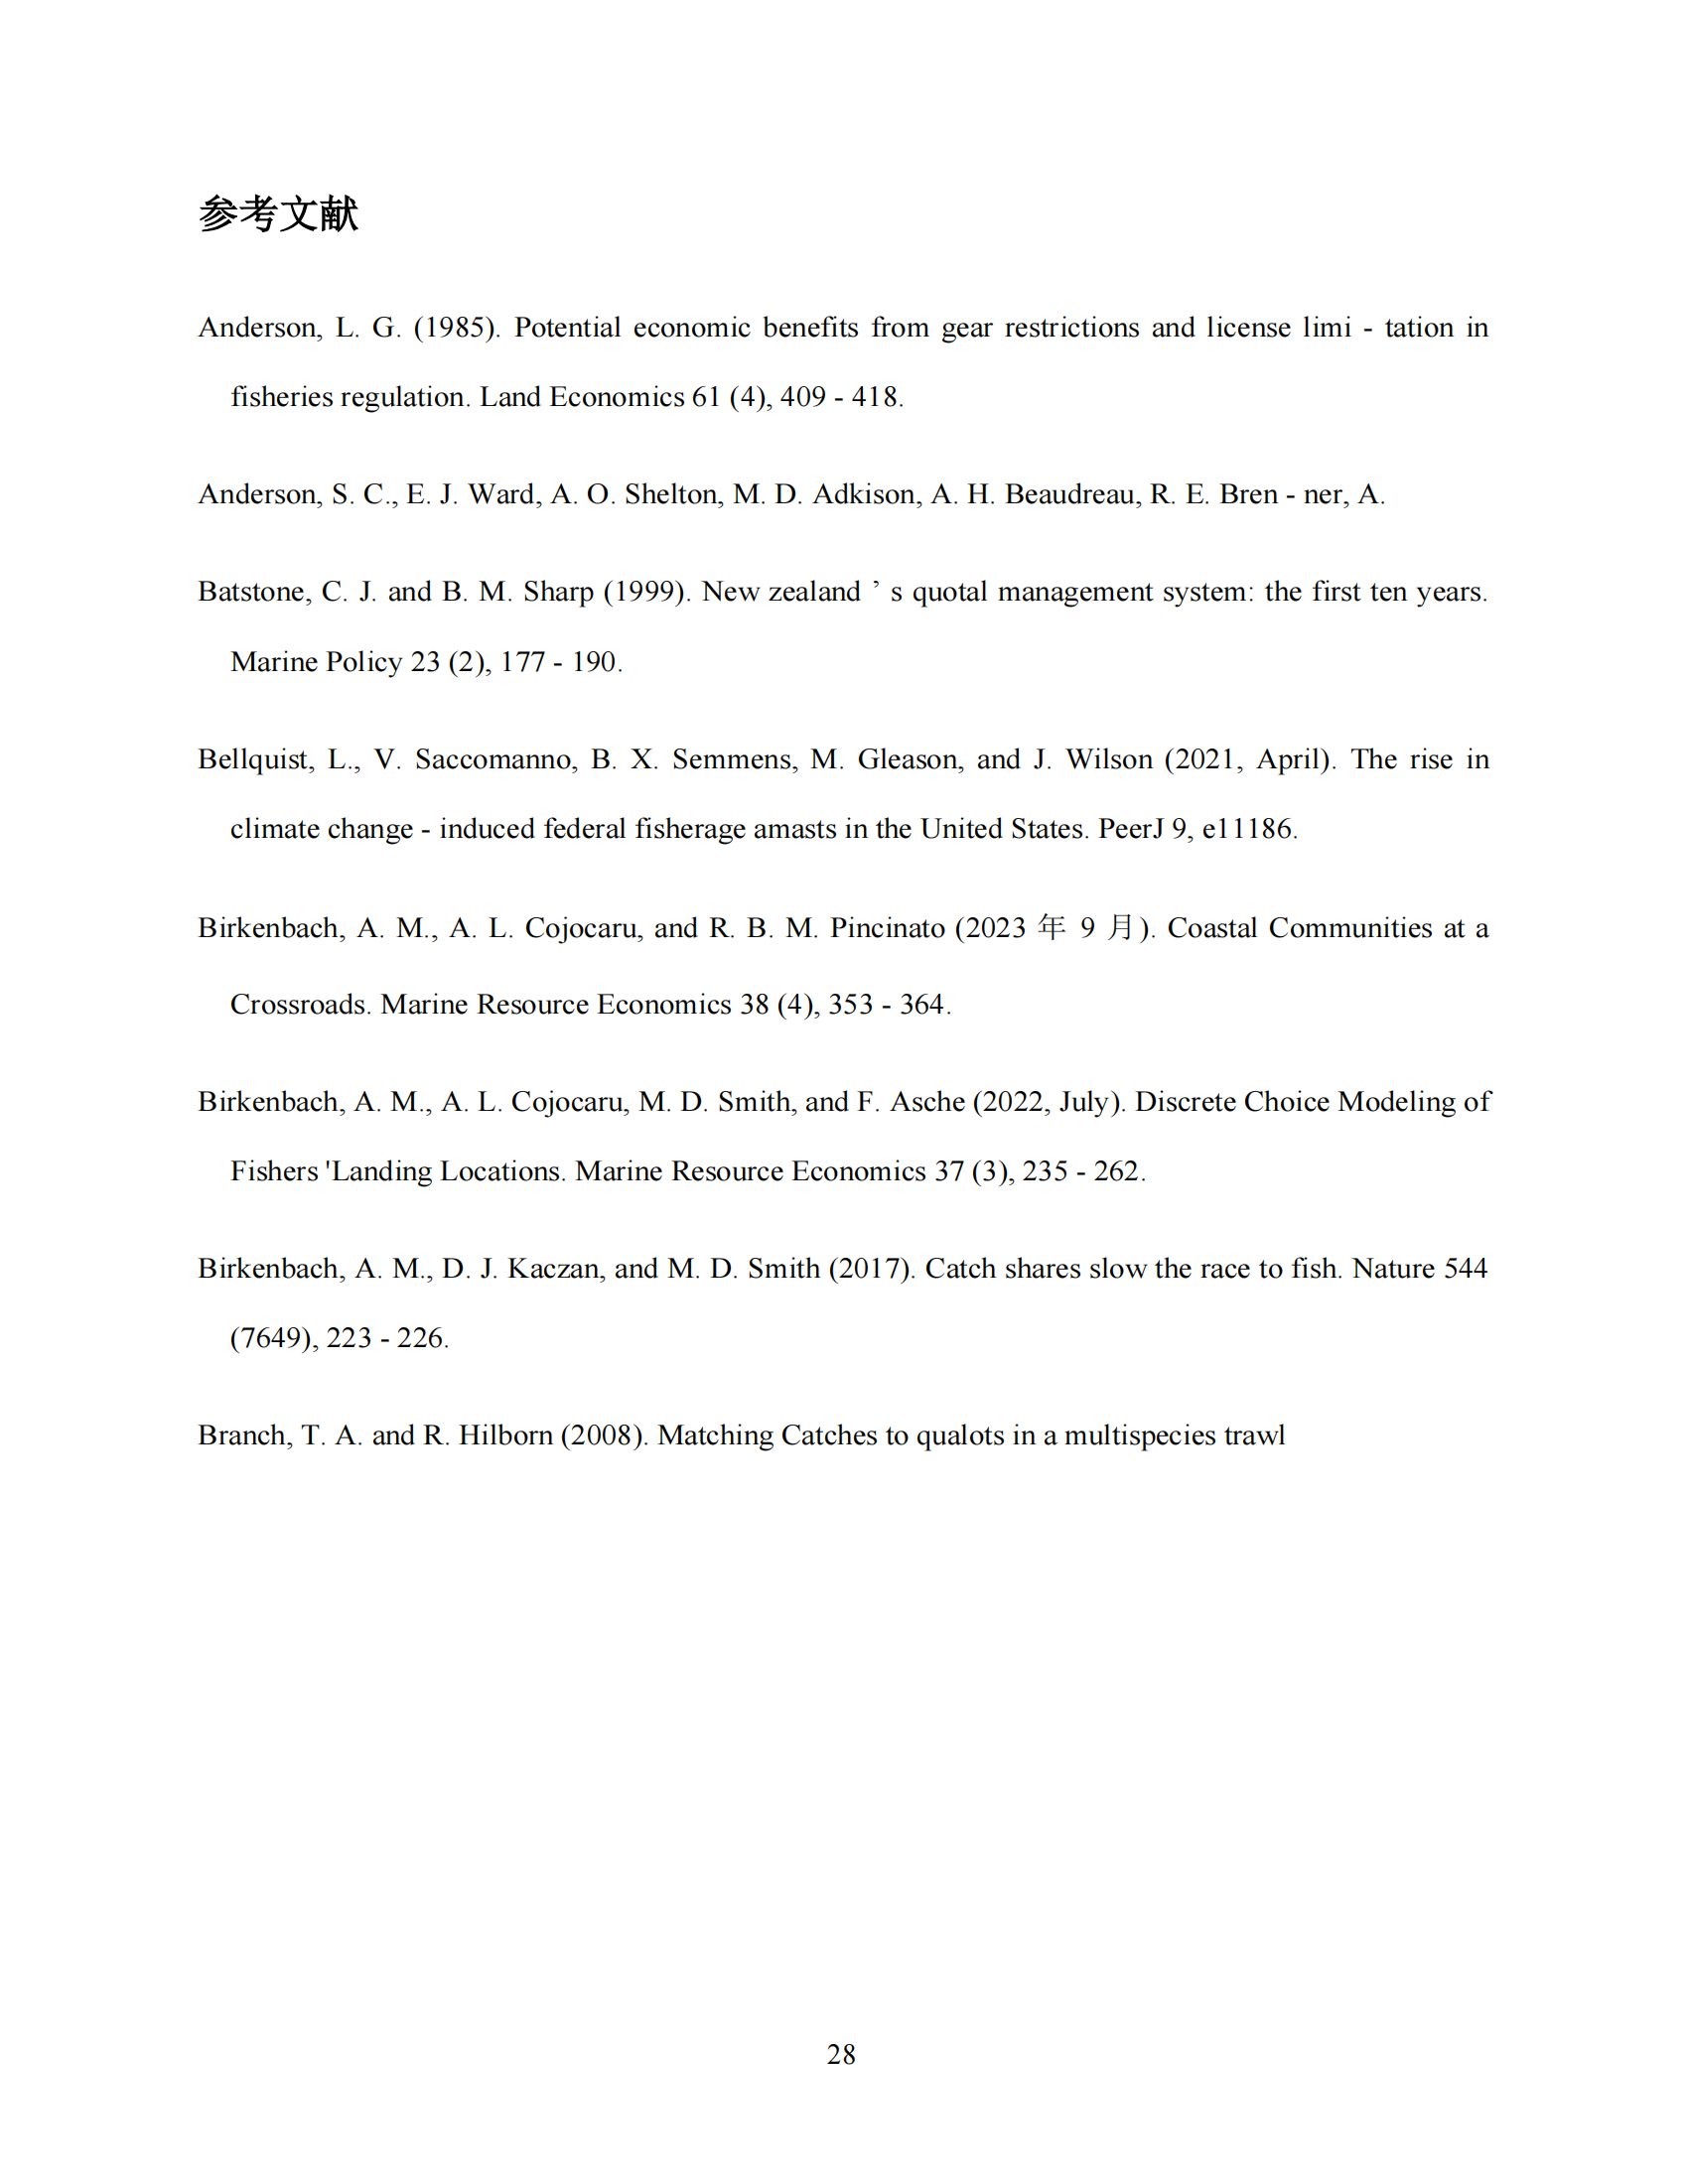 参考文献
Anderson, L. G. (1985). Potential economic benefits from gear restrictions and license limi - tation in
fisheries regulation. Land Economics 61 (4), 409 - 418.
Anderson, S. C., E. J. Ward, A. O. Shelton, M. D. Adkison, A. H. Beaudreau, R. E. Bren - ner, A.
Batstone, C. J. and B. M. Sharp (1999). New zealand ’ s quotal management system: the first ten years.
Marine Policy 23 (2), 177 - 190.
Bellquist, L., V. Saccomanno, B. X. Semmens, M. Gleason, and J. Wilson (2021, April). The rise in
climate change - induced federal fisherage amasts in the United States. PeerJ 9, e11186.
Birkenbach, A. M., A. L. Cojocaru, and R. B. M. Pincinato (2023 年 9 月). Coastal Communities at a
Crossroads. Marine Resource Economics 38 (4), 353 - 364.
Birkenbach, A. M., A. L. Cojocaru, M. D. Smith, and F. Asche (2022, July). Discrete Choice Modeling of
Fishers 'Landing Locations. Marine Resource Economics 37 (3), 235 - 262.
Birkenbach, A. M., D. J. Kaczan, and M. D. Smith (2017). Catch shares slow the race to fish. Nature 544
(7649), 223 - 226.
Branch, T. A. and R. Hilborn (2008). Matching Catches to qualots in a multispecies trawl
28